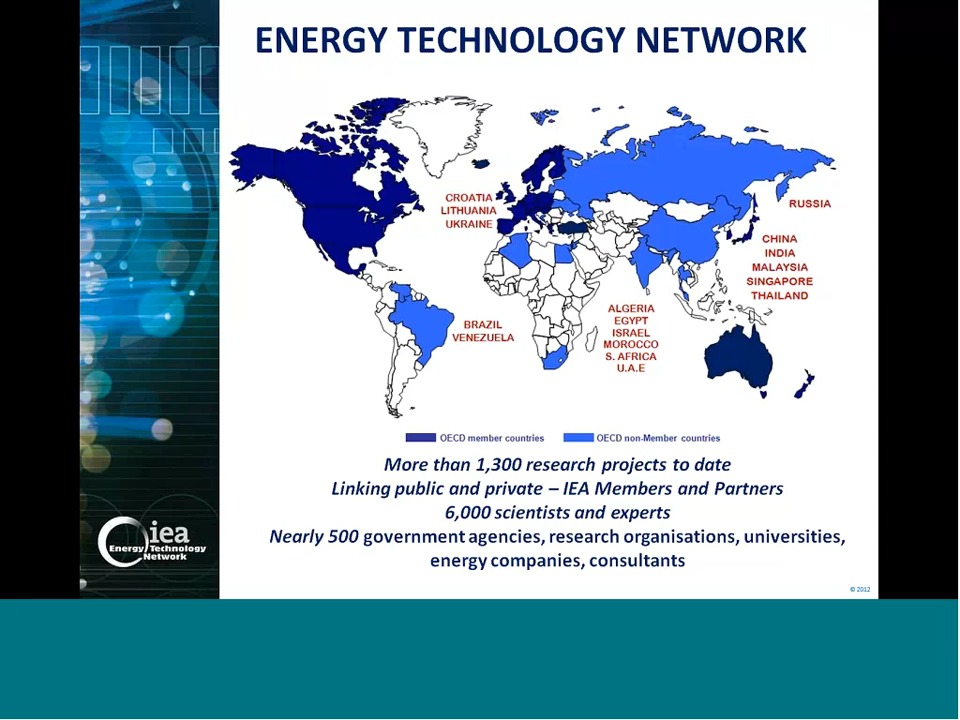 ENERGY TECHNOLOGY NETWORK
CROATIA
LITHUANIA
UKRAINE
RUSSIA
CHINA
INDIA
MALAYSIA
SINGAPORE
THAILAND
BRAZIL
VENEZUELA
ALGERIA
EGYPT
ISRAEL
MOROCCO
S. AFRICA
U.A.E
OECD member countries
OECD non-Member countries
More than 1,300 research projects to date
Linking public and private – IEA Members and Partners
6,000 scientists and experts
Nearly 500 government agencies, research organisations, universities,
energy companies, consultants
iea
Energy Technology
Network
© 2012